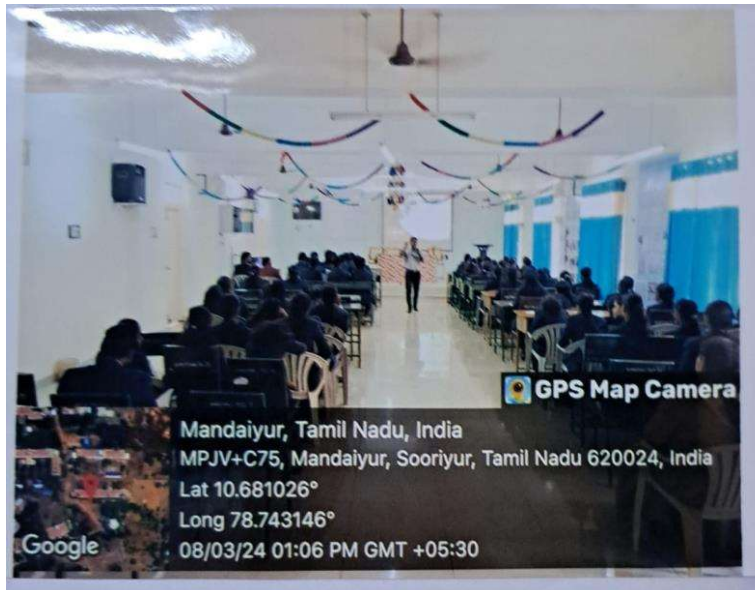 GPS Map Camera
Mandaiyur, Tamil Nadu, India
MPJV+C75, Mandaiyur, Sooriyur, Tamil Nadu 620024, India
Lat 10.681026°
Long 78.743146°
08/03/24 01:06 PM GMT +05:30
Google